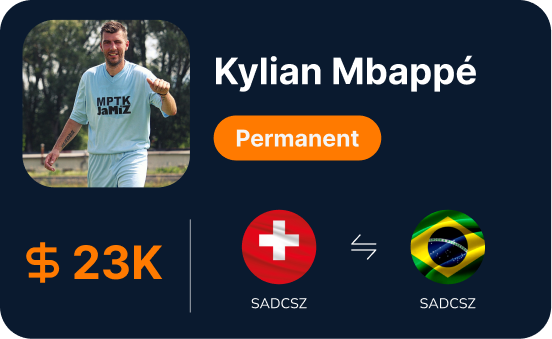 MPTK
JaMiZ
Kylian Mbappé
Permanent
$ 23K
SADCSZ
SADCSZ